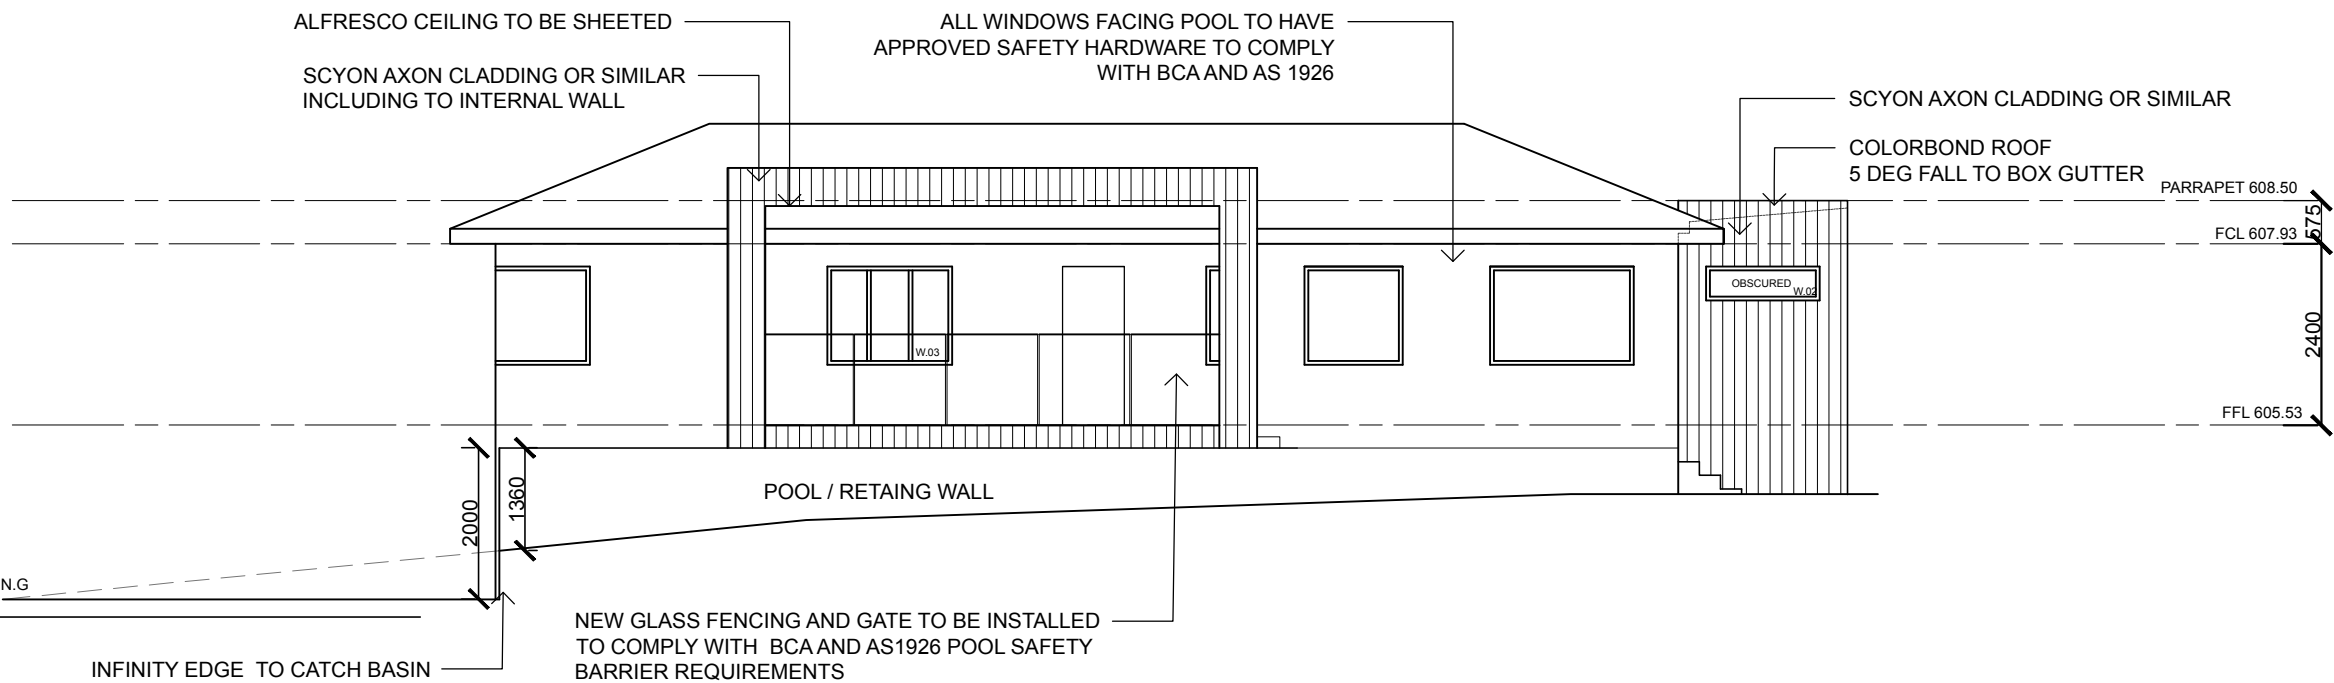 ALFRESCO CEILING TO BE SHEETED
SCYON AXON CLADDING OR SIMILAR
INCLUDING TO INTERNAL WALL
ALL WINDOWS FACING POOL TO HAVE
APPROVED SAFETY HARDWARE TO COMPLY
WITH BCA AND AS 1926
SCYON AXON CLADDING OR SIMILAR
COLORBOND ROOF
5 DEG FALL TO BOX GUTTER
PARRAPET 608.50
575
FCL 607.93
OBSCURED
W.02
2400
W.03
FFL 605.53
2000
1360
POOL / RETAING WALL
N.G
NEW GLASS FENCING AND GATE TO BE INSTALLED
TO COMPLY WITH BCA AND AS1926 POOL SAFETY
BARRIER REQUIREMENTS
INFINITY EDGE TO CATCH BASIN